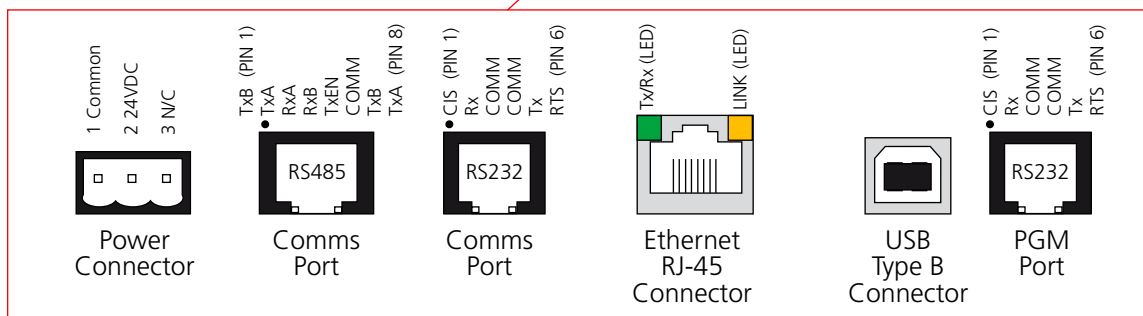 1 Common
2 24VDC
3 N/C
TxB (PIN 1)
TxA
RxA
RxB
TxEN
COMM
TxB
TxA (PIN 8)
CIS (PIN 1)
Rx
COMM
COMM
Tx
RTS (PIN 6)
Tx/Rx (LED)
LINK (LED)
CIS (PIN 1)
Rx
COMM
COMM
Tx
RTS (PIN 6)
RS485
RS232
RS232
Power
Connector
Comms
Port
Comms
Port
Ethernet
RJ-45
Connector
USB
Type B
Connector
PGM
Port